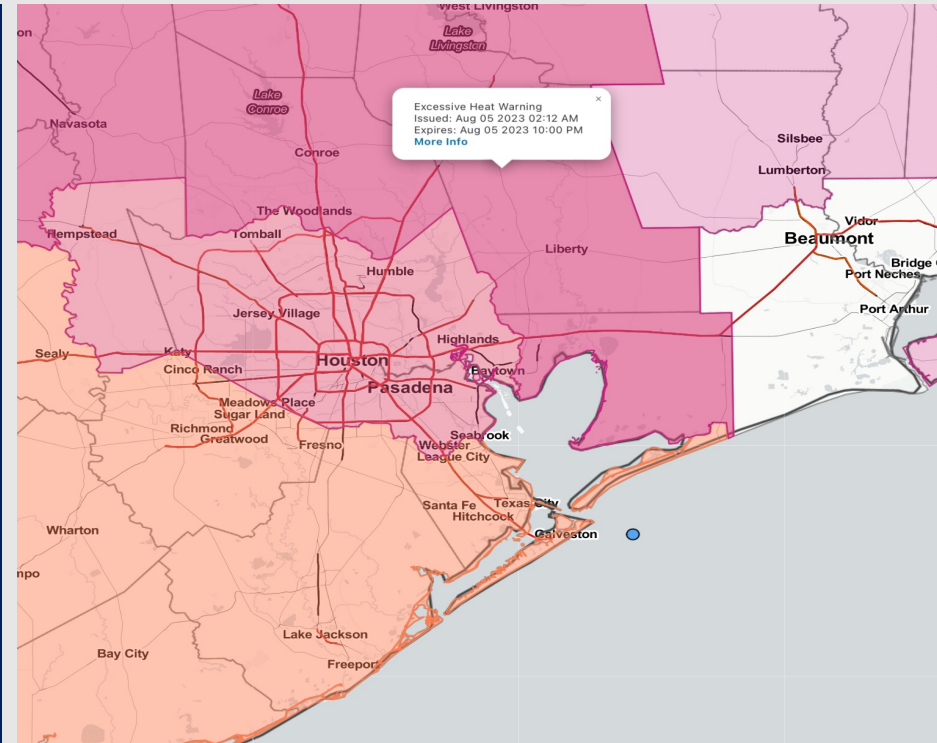 West Livingston
on
Lake
Livingston
Lake
Conroe
×
Excessive Heat Warning
Issued: Aug 05 2023 02:12 AM
Expires: Aug 05 2023 10:00 PM
More Info
Navasota
Conroe
Silsbee
Lumberton
The Woodlands
Hempstead
Tomball
Vidor
Beaumont
Liberty
Bridge
Humble
Port Neches
Jersey Village
Port Arthur
Highlands
Sealy
Katy
Houston
Cinco Ranch
Baytown
Pasadena
Meadows Place
Sugar Land
Richmond
Greatwood
Fresno
Seabrook
Webster
League City
Santa Fe
Texas City
Hitchcock
Wharton
Galveston
mpo
Lake Jackson
Bay City
Freeport